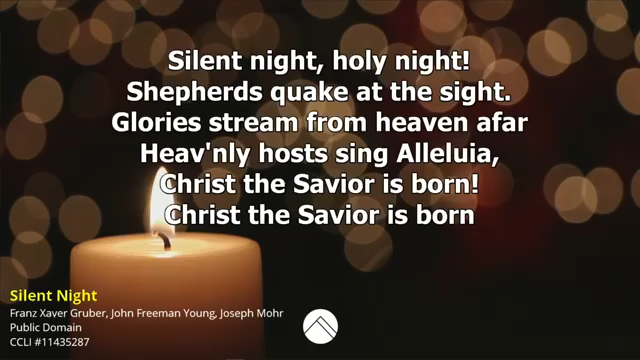 Silent night, holy night!
Shepherds quake at the sight.
Glories stream from heaven afar
Heav'nly hosts sing Alleluia,
Christ the Savior is born!
Christ the Savior is born
Silent Night
Franz Xaver Gruber, John Freeman Young, Joseph Mohr
Public Domain
CCLI #11435287